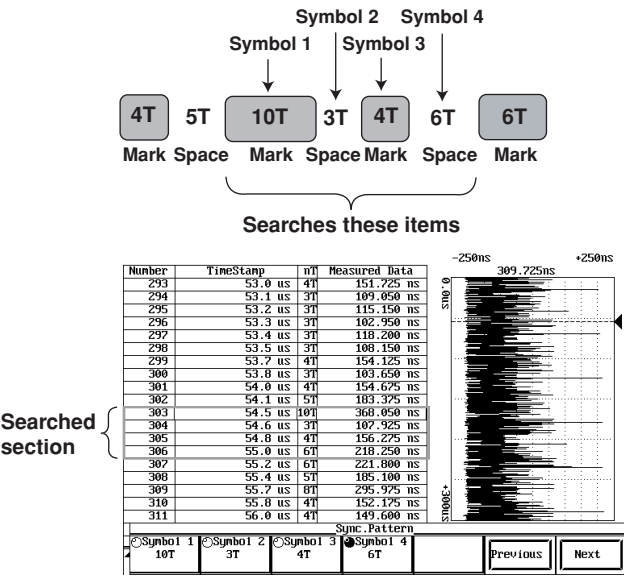 Symbol 2 Symbol 4
Symbol 1 Symbol 3
4T 5T 10T 3T 4T 6T 6T
Mark Space Mark Space Mark Space Mark
Searches these items
-250ns +250ns
309.725ns
Number TimeStamp nT Measured Data
293 53.0 us 4T 151.725 ns
294 53.1 us 3T 109.050 ns
295 53.2 us 3T 115.150 ns
296 53.3 us 3T 102.950 ns
297 53.4 us 3T 118.200 ns
298 53.5 us 3T 108.150 ns
299 53.7 us 4T 154.125 ns
300 53.8 us 3T 103.650 ns
301 54.0 us 4T 154.675 ns
302 54.1 us 5T 183.375 ns
303 54.5 us 10T 368.050 ns
304 54.6 us 3T 107.925 ns
305 54.8 us 4T 156.275 ns
306 55.0 us 6T 218.250 ns
307 55.2 us 6T 221.800 ns
308 55.4 us 5T 185.100 ns
309 55.7 us 8T 295.975 ns
310 55.8 us 4T 152.175 ns
311 56.0 us 4T 149.600 ns
0.0us
+300us
Searched
section
Sync.Pattern
Symbol 1 Symbol 2 Symbol 3 Symbol 4
10T 3T 4T 6T
Previous Next